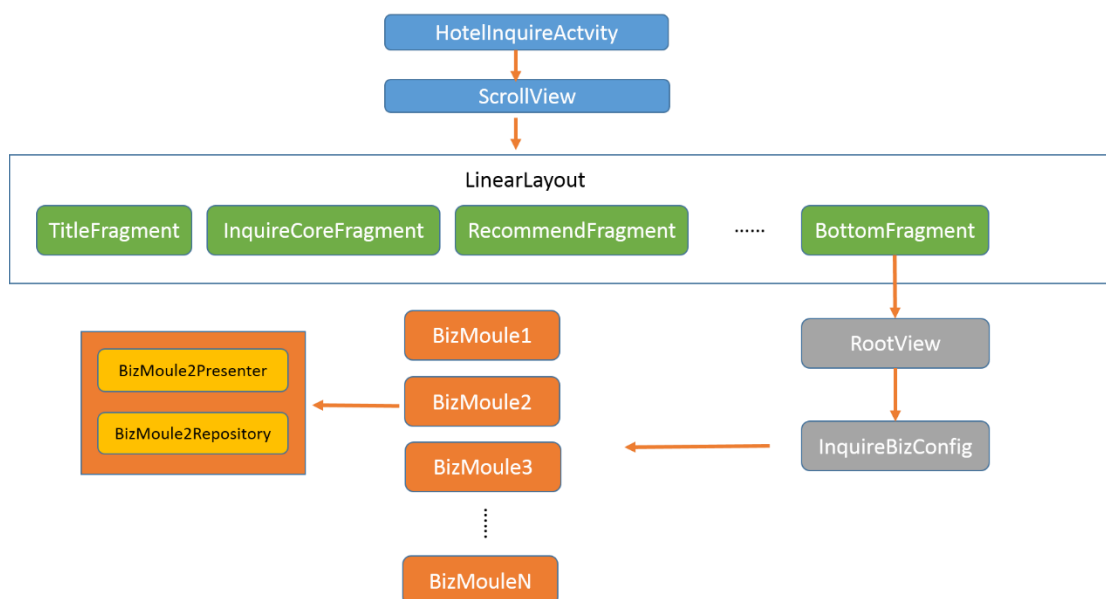 HotelInquireActvity
ScrollView
LinearLayout
TitleFragment
InquireCoreFragment
RecommendFragment
......
BottomFragment
BizMoule1
RootView
BizMoule2Presenter
BizMoule2
BizMoule2Repository
InquireBizConfig
BizMoule3
......
BizMouleN